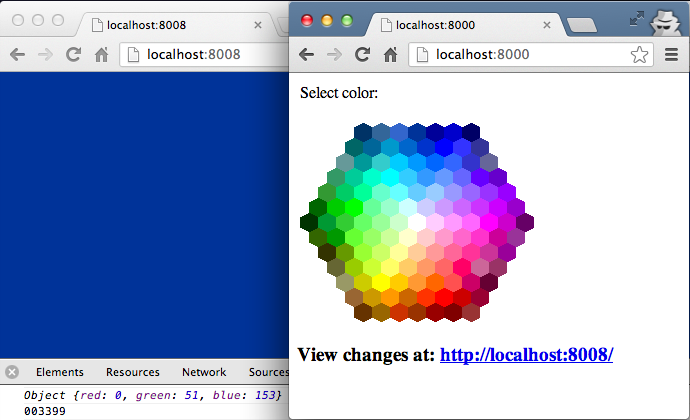 localhost:8008
localhost:8008
Elements Resources Network Sources
Object {red: 0, green: 51, blue: 153}
003399
localhost:8000
localhost:8000
Select color:
View changes at: http://localhost:8008/